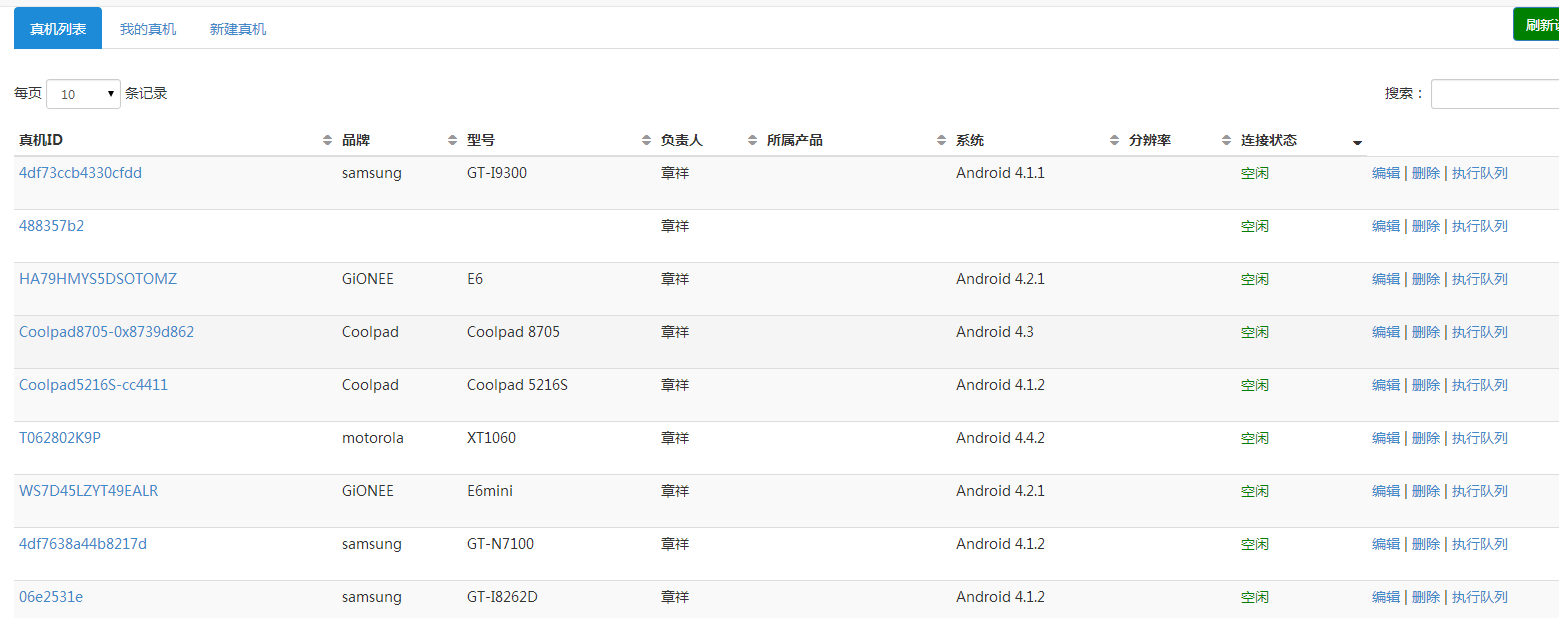 真机列表 我的真机 新建真机 刷新
每页 10 条记录 搜索：
真机ID 品牌 型号 负责人 所属产品 系统 分辨率 连接状态
4df73ccb4330cfdd samsung GT-I9300 章祥 Android 4.1.1 空闲 编辑 | 删除 | 执行队列
488357b2 章祥 空闲 编辑 | 删除 | 执行队列
HA79HMYS5DSOTOMZ GiONEE E6 章祥 Android 4.2.1 空闲 编辑 | 删除 | 执行队列
Coolpad8705-0x8739d862 Coolpad Coolpad 8705 章祥 Android 4.3 空闲 编辑 | 删除 | 执行队列
Coolpad5216S-cc4411 Coolpad Coolpad 5216S 章祥 Android 4.1.2 空闲 编辑 | 删除 | 执行队列
T062802K9P motorola XT1060 章祥 Android 4.4.2 空闲 编辑 | 删除 | 执行队列
WS7D45LZYT49EALR GiONEE E6mini 章祥 Android 4.2.1 空闲 编辑 | 删除 | 执行队列
4df7638a44b8217d samsung GT-N7100 章祥 Android 4.1.2 空闲 编辑 | 删除 | 执行队列
06e2531e samsung GT-I8262D 章祥 Android 4.1.2 空闲 编辑 | 删除 | 执行队列